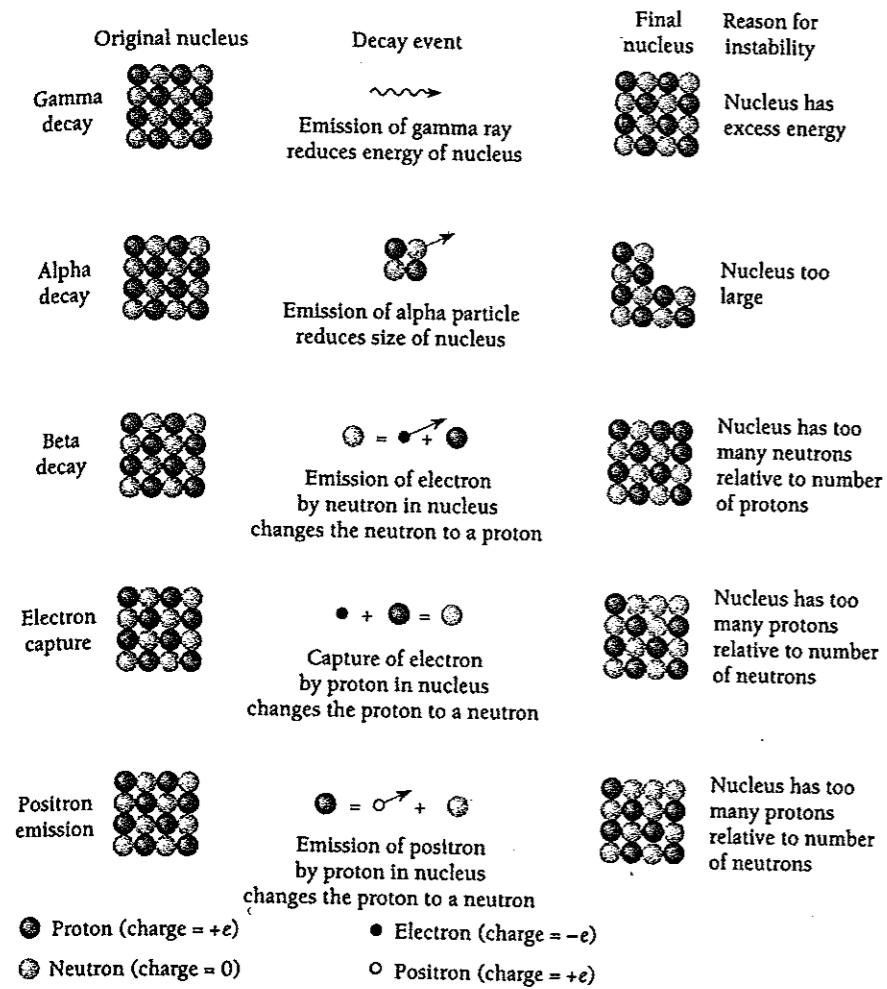 Original nucleus
Decay event
Final
nucleus
Reason for
instability
Gamma
decay
Emission of gamma ray
reduces energy of nucleus
Nucleus has
excess energy
Alpha
decay
Emission of alpha particle
reduces size of nucleus
Nucleus too
large
Beta
decay
=
+
Emission of electron
by neutron in nucleus
changes the neutron to a proton
Nucleus has too
many neutrons
relative to number
of protons
Electron
capture
+
=
Capture of electron
by proton in nucleus
changes the proton to a neutron
Nucleus has too
many protons
relative to number
of neutrons
Positron
emission
=
+
Emission of positron
by proton in nucleus
changes the proton to a neutron
Nucleus has too
many protons
relative to number
of neutrons
Proton (charge = +e)
Electron (charge = −e)
Neutron (charge = 0)
Positron (charge = +e)